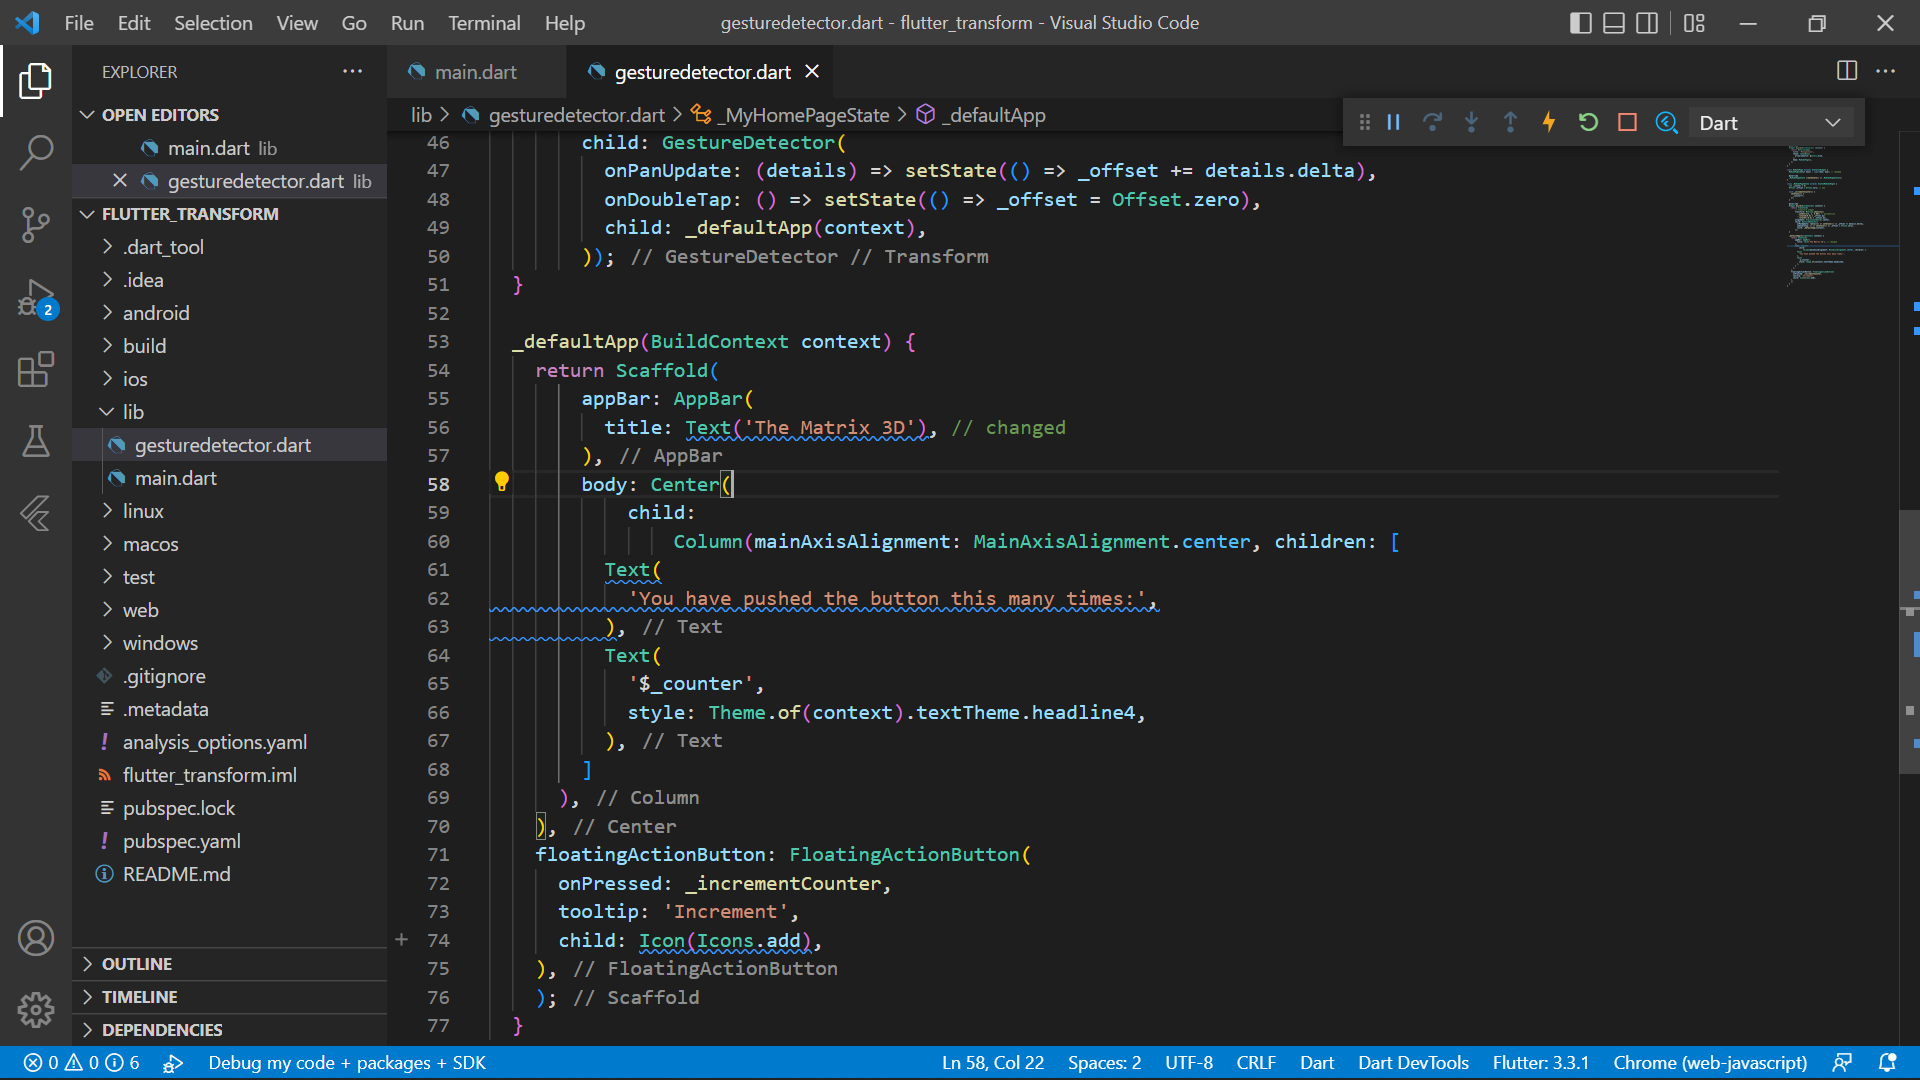 File Edit Selection View Go Run Terminal Help
gesturedetector.dart - flutter_transform - Visual Studio Code
EXPLORER
OPEN EDITORS
main.dart lib
gesturedetector.dart lib
FLUTTER_TRANSFORM
.dart_tool
.idea
android
build
ios
lib
gesturedetector.dart
main.dart
linux
macos
test
web
windows
.gitignore
.metadata
analysis_options.yaml
flutter_transform.iml
pubspec.lock
pubspec.yaml
README.md
OUTLINE
TIMELINE
DEPENDENCIES
2
main.dart
gesturedetector.dart
lib > gesturedetector.dart > _MyHomePageState > _defaultApp
Dart
46 child: GestureDetector(
47 onPanUpdate: (details) => setState(() => _offset += details.delta),
48 onDoubleTap: () => setState(() => _offset = Offset.zero),
49 child: _defaultApp(context),
50 )); // GestureDetector // Transform
51 }
52
53 _defaultApp(BuildContext context) {
54 return Scaffold(
55 appBar: AppBar(
56 title: Text('The Matrix 3D'), // changed
57 ), // AppBar
58 body: Center(
59 child:
60 Column(mainAxisAlignment: MainAxisAlignment.center, children: [
61 Text(
62 'You have pushed the button this many times:',
63 ), // Text
64 Text(
65 '$_counter',
66 style: Theme.of(context).textTheme.headline4,
67 ), // Text
68 ]
69 ), // Column
70 ), // Center
71 floatingActionButton: FloatingActionButton(
72 onPressed: _incrementCounter,
73 tooltip: 'Increment',
74 child: Icon(Icons.add),
75 ), // FloatingActionButton
76 ); // Scaffold
77 }
0 0 6 Debug my code + packages + SDK
Ln 58, Col 22 Spaces: 2 UTF-8 CRLF Dart Dart DevTools Flutter: 3.3.1 Chrome (web-javascript)